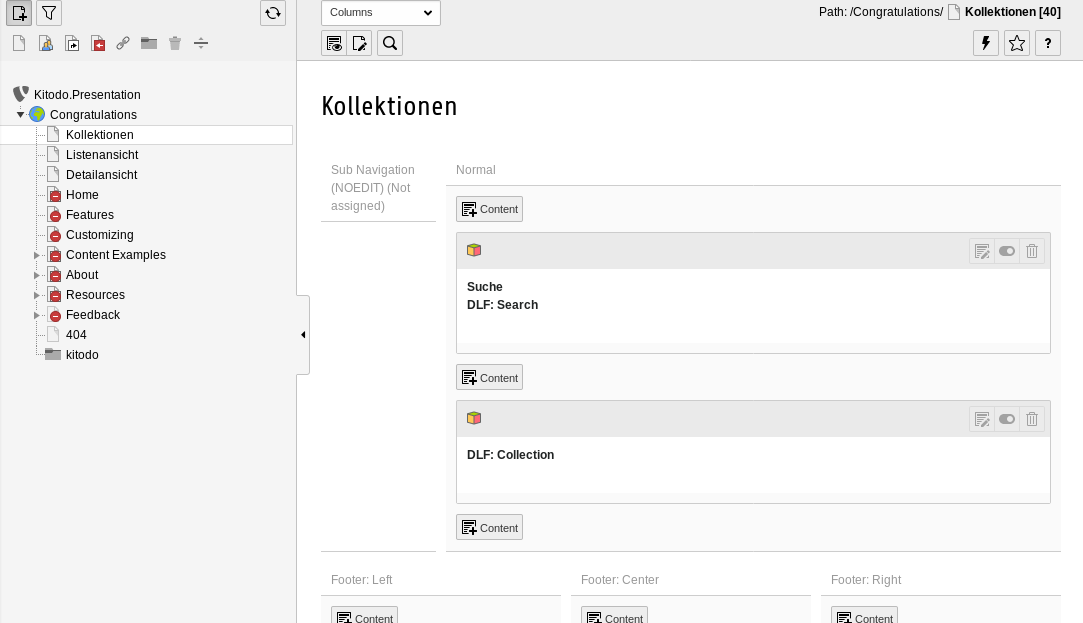 Columns
Path: /Congratulations/ Kollektionen [40]
?
Kitodo.Presentation
Congratulations
Kollektionen
Listenansicht
Detailansicht
Home
Features
Customizing
Content Examples
About
Resources
Feedback
404
kitodo
Kollektionen
Sub Navigation
(NOEDIT) (Not
assigned)
Normal
Content
Suche
DLF: Search
Content
DLF: Collection
Content
Footer: Left
Footer: Center
Footer: Right
Content
Content
Content